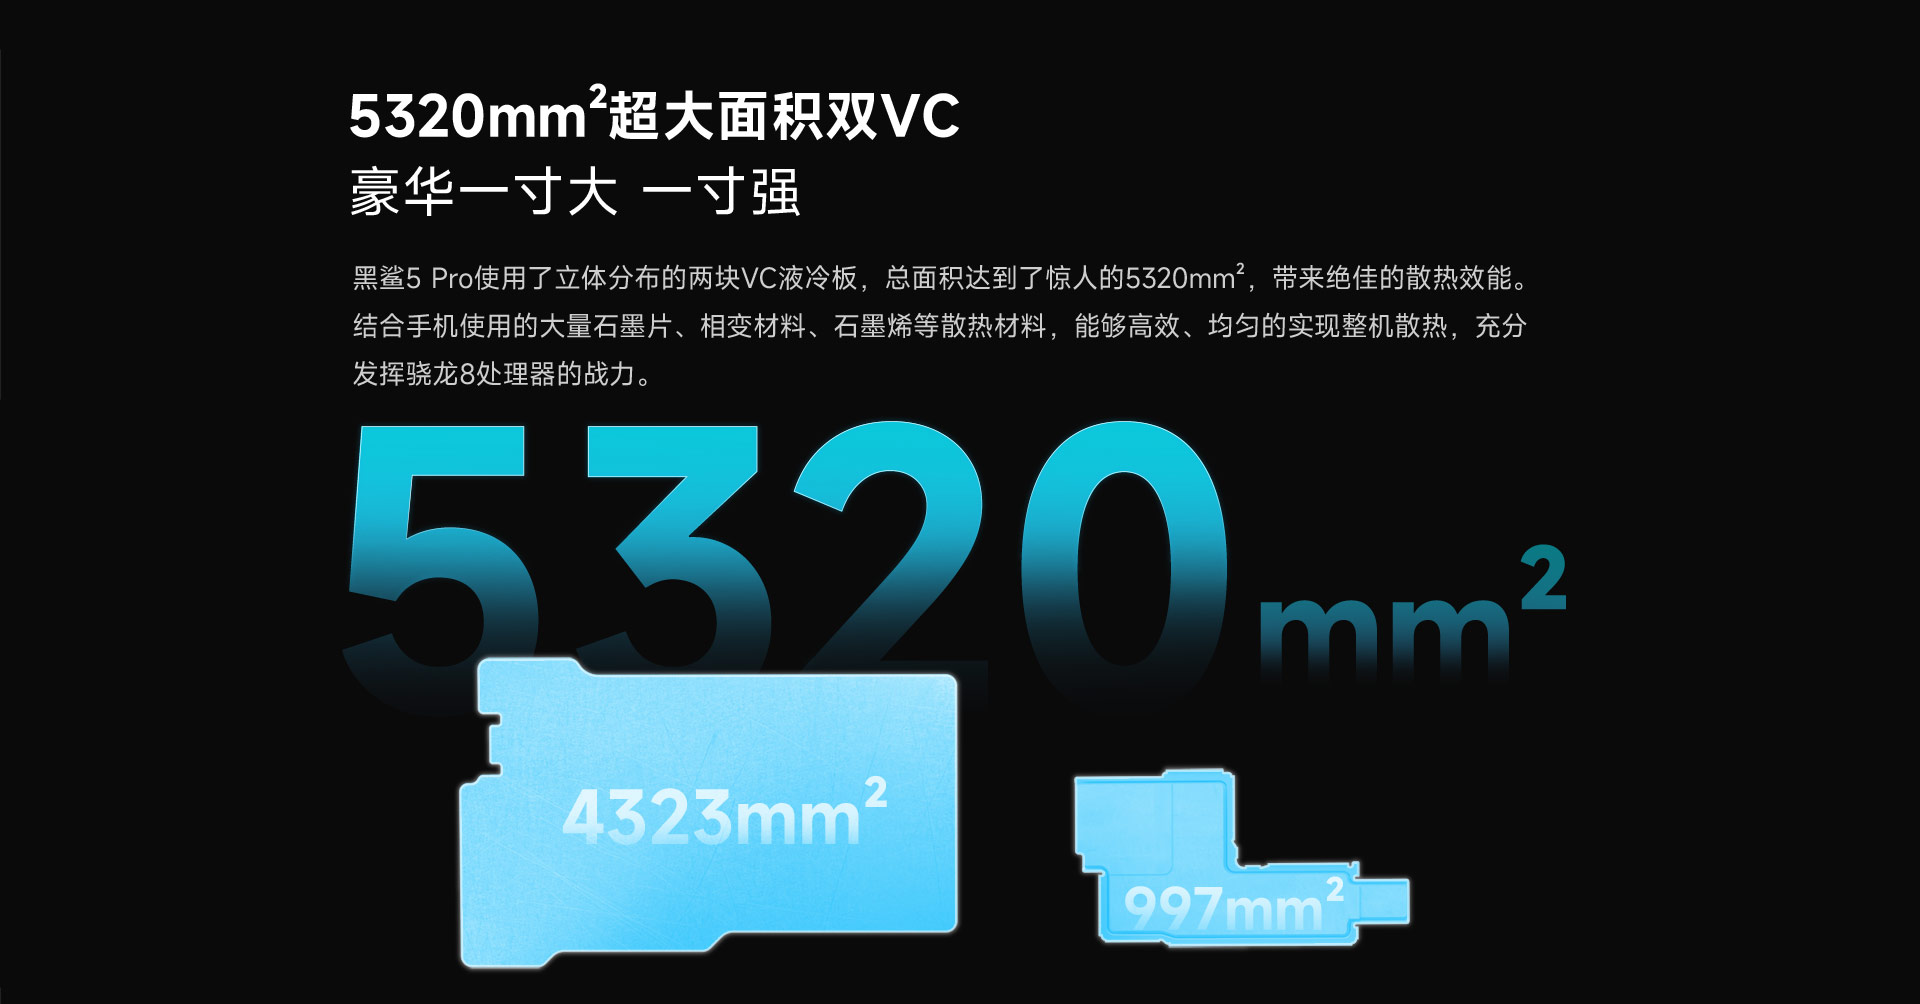 5320mm²超大面积双VC
豪华一寸大 一寸强
黑鲨5 Pro使用了立体分布的两块VC液冷板，总面积达到了惊人的5320mm²，带来绝佳的散热效能。
结合手机使用的大量石墨片、相变材料、石墨烯等散热材料，能够高效、均匀的实现整机散热，充分
发挥骁龙8处理器的战力。
5320mm²
4323mm²
997mm²